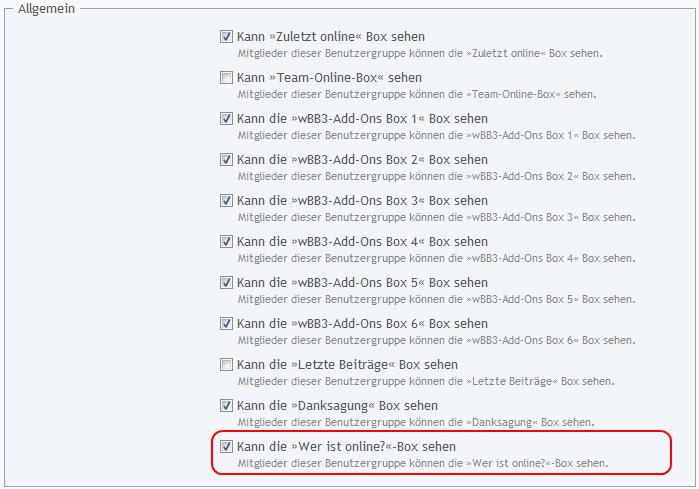 Allgemein
Kann »Zuletzt online« Box sehen
Mitglieder dieser Benutzergruppe können die »Zuletzt online« Box sehen.
Kann »Team-Online-Box« sehen
Mitglieder dieser Benutzergruppe können die »Team-Online-Box« sehen.
Kann die »wBB3-Add-Ons Box 1« Box sehen
Mitglieder dieser Benutzergruppe können die »wBB3-Add-Ons Box 1« Box sehen.
Kann die »wBB3-Add-Ons Box 2« Box sehen
Mitglieder dieser Benutzergruppe können die »wBB3-Add-Ons Box 2« Box sehen.
Kann die »wBB3-Add-Ons Box 3« Box sehen
Mitglieder dieser Benutzergruppe können die »wBB3-Add-Ons Box 3« Box sehen.
Kann die »wBB3-Add-Ons Box 4« Box sehen
Mitglieder dieser Benutzergruppe können die »wBB3-Add-Ons Box 4« Box sehen.
Kann die »wBB3-Add-Ons Box 5« Box sehen
Mitglieder dieser Benutzergruppe können die »wBB3-Add-Ons Box 5« Box sehen.
Kann die »wBB3-Add-Ons Box 6« Box sehen
Mitglieder dieser Benutzergruppe können die »wBB3-Add-Ons Box 6« Box sehen.
Kann die »Letzte Beiträge« Box sehen
Mitglieder dieser Benutzergruppe können die »Letzte Beiträge« Box sehen.
Kann die »Danksagung« Box sehen
Mitglieder dieser Benutzergruppe können die »Danksagung« Box sehen.
Kann die »Wer ist online?«-Box sehen
Mitglieder dieser Benutzergruppe können die »Wer ist online?«-Box sehen.